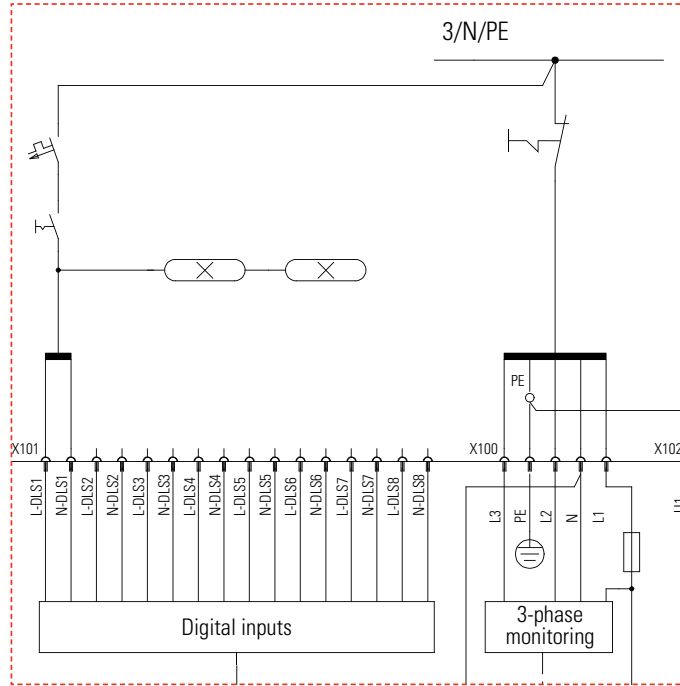 3/N/PE
PE
X101
X100
X102
L-DLS1
N-DLS1
L-DLS2
N-DLS2
L-DLS3
N-DLS3
L-DLS4
N-DLS4
L-DLS5
N-DLS5
L-DLS6
N-DLS6
L-DLS7
N-DLS7
L-DLS8
N-DLS8
L3
PE
L2
N
L1
Digital inputs
3-phase
monitoring